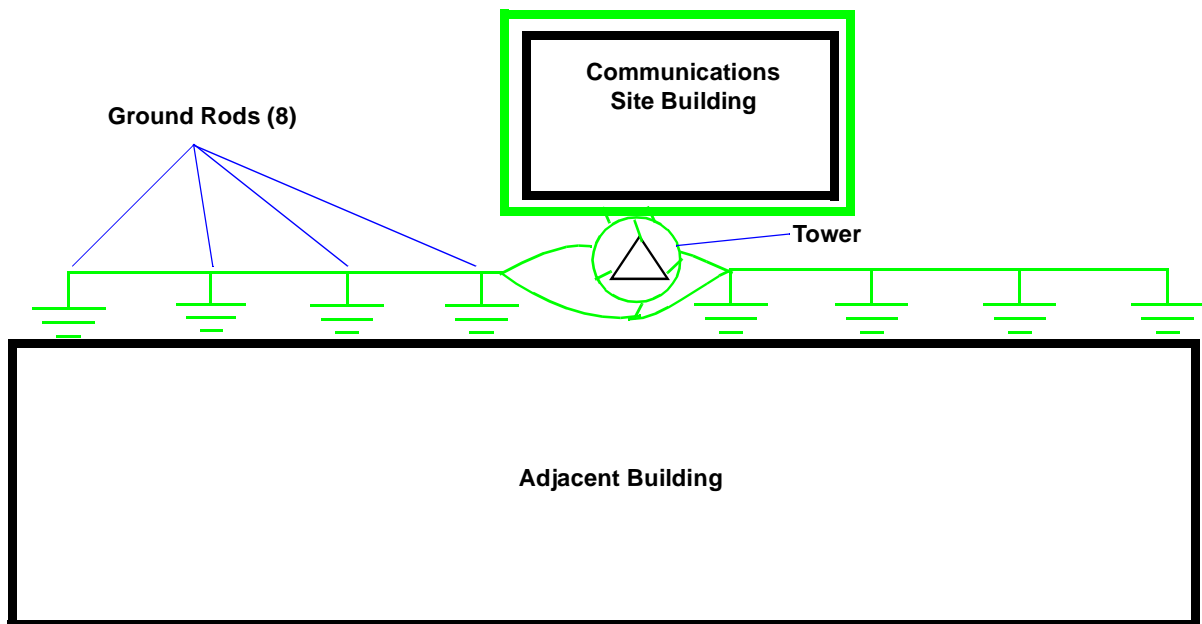 Communications
Site Building
Ground Rods (8)
Tower
Adjacent Building